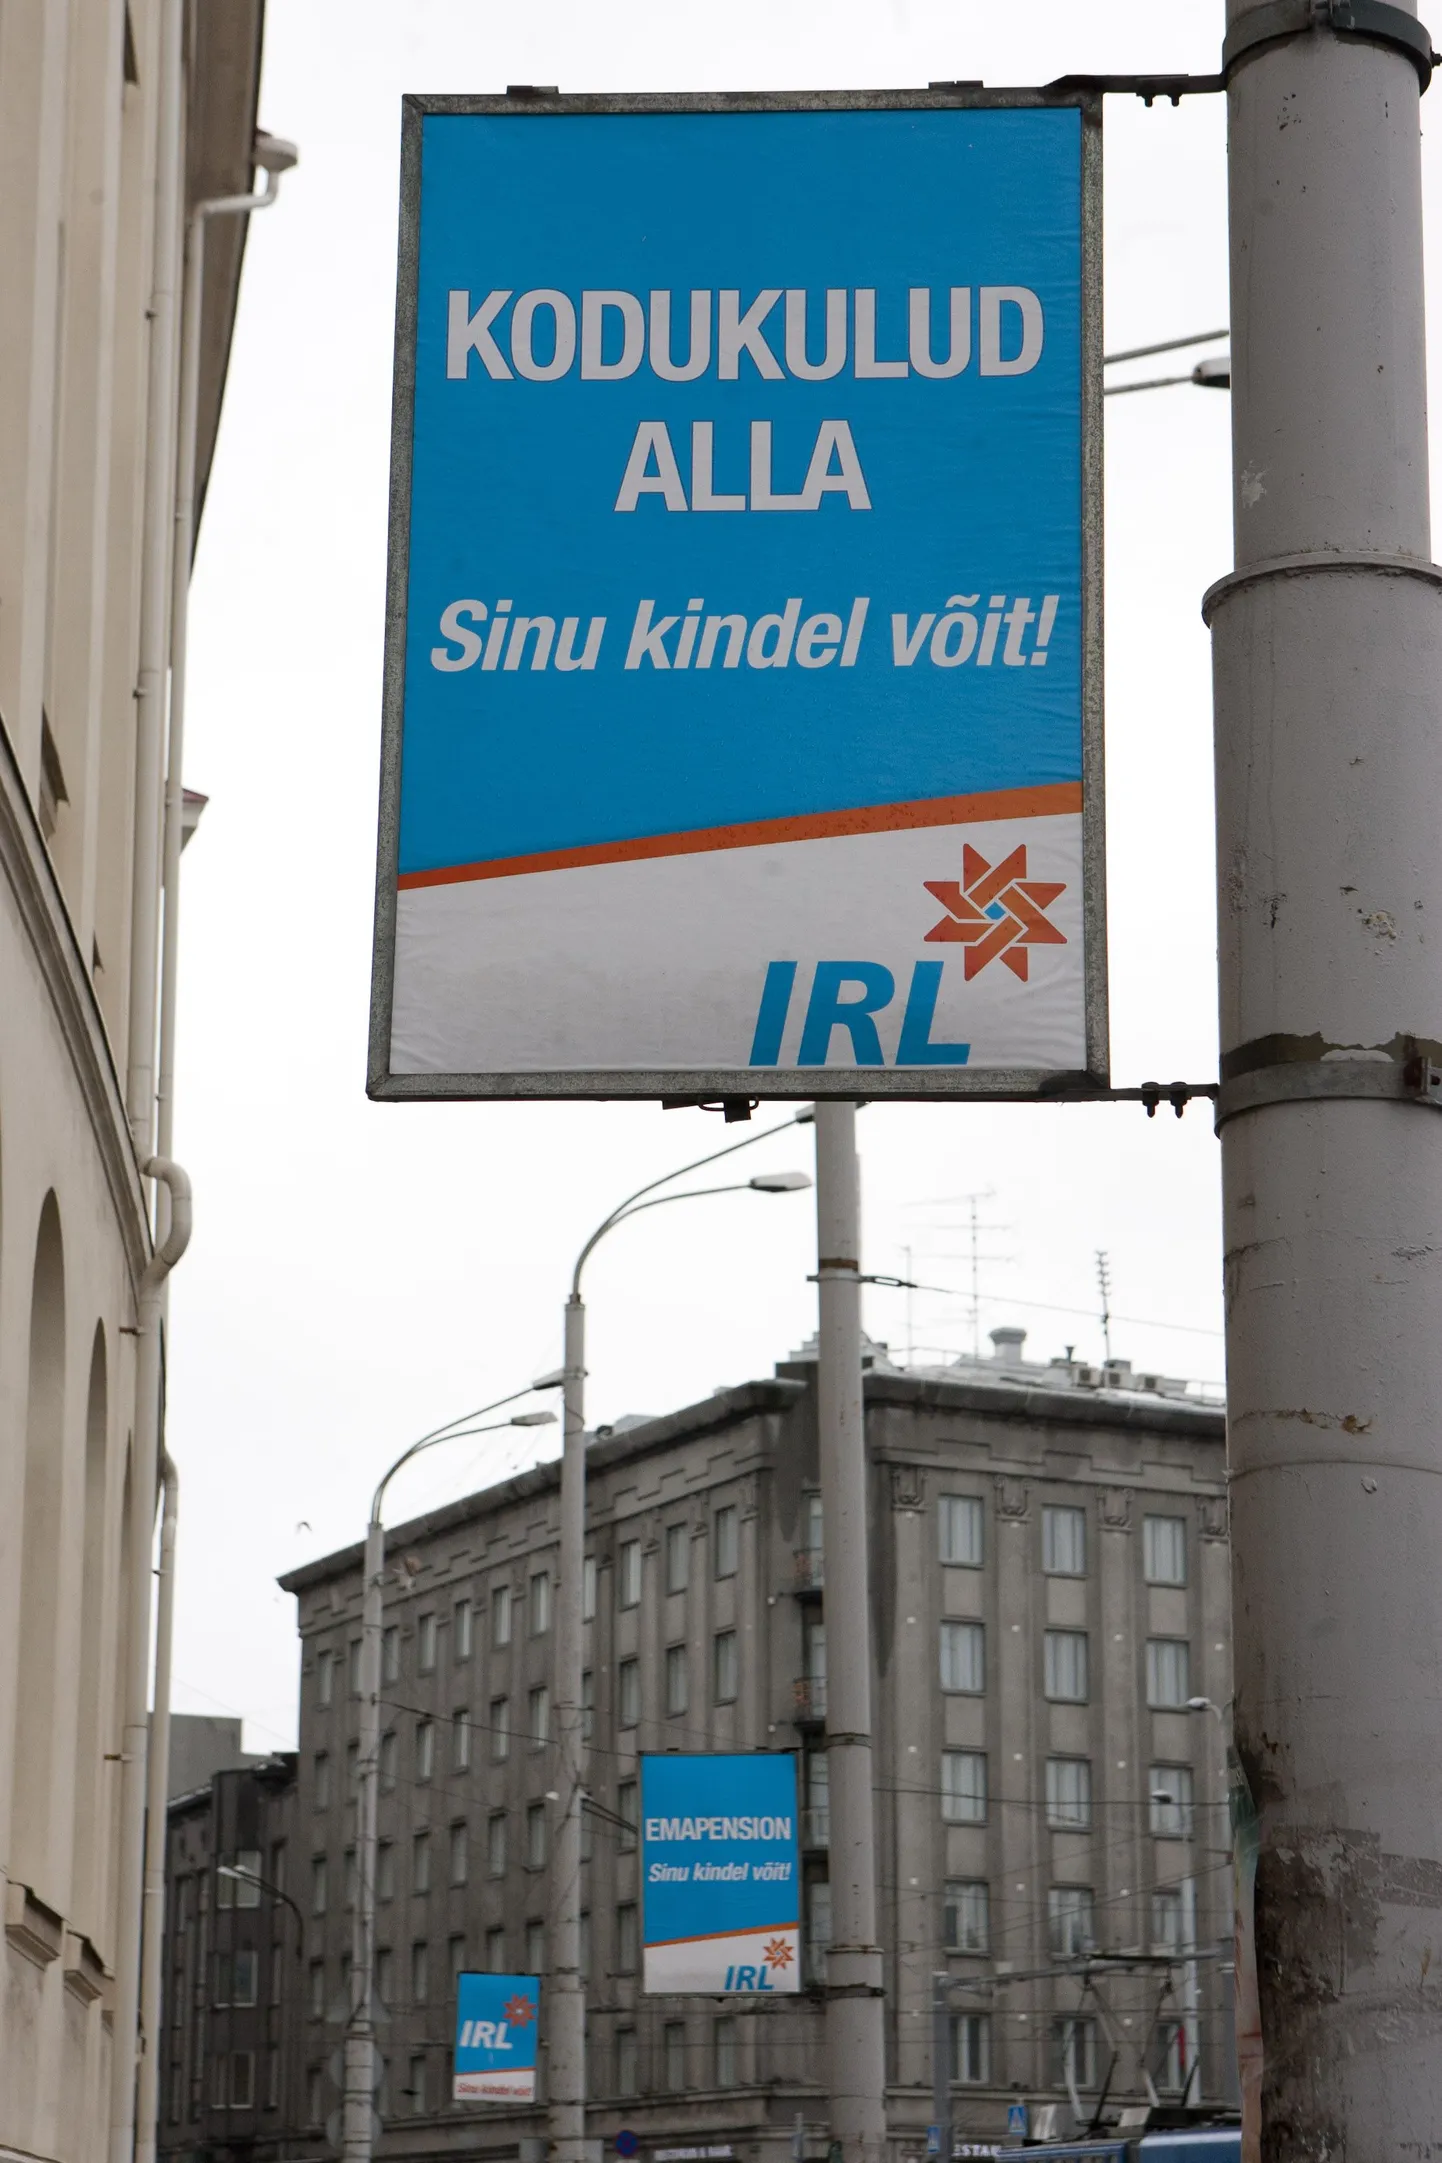 KODUKULUD
ALLA
Sinu kindel võit!
IRL
EMAPENSION
Sinu kindel võit!
IRL
IRL
Sinu kindel võit!